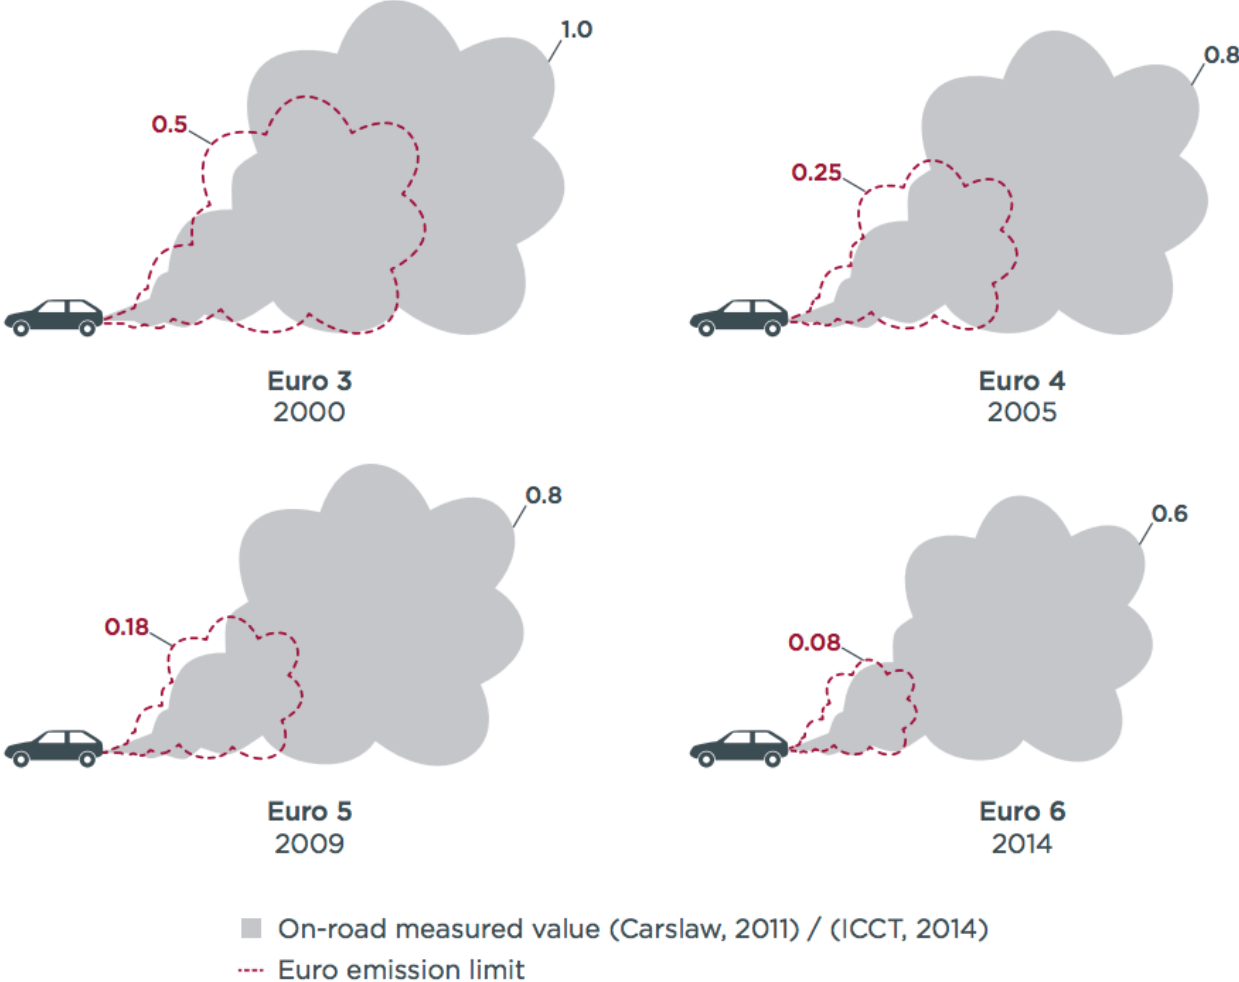 1.0
0.5
Euro 3
2000
0.8
0.25
Euro 4
2005
0.8
0.18
Euro 5
2009
0.6
0.08
Euro 6
2014
On-road measured value (Carslaw, 2011) / (ICCT, 2014)
Euro emission limit